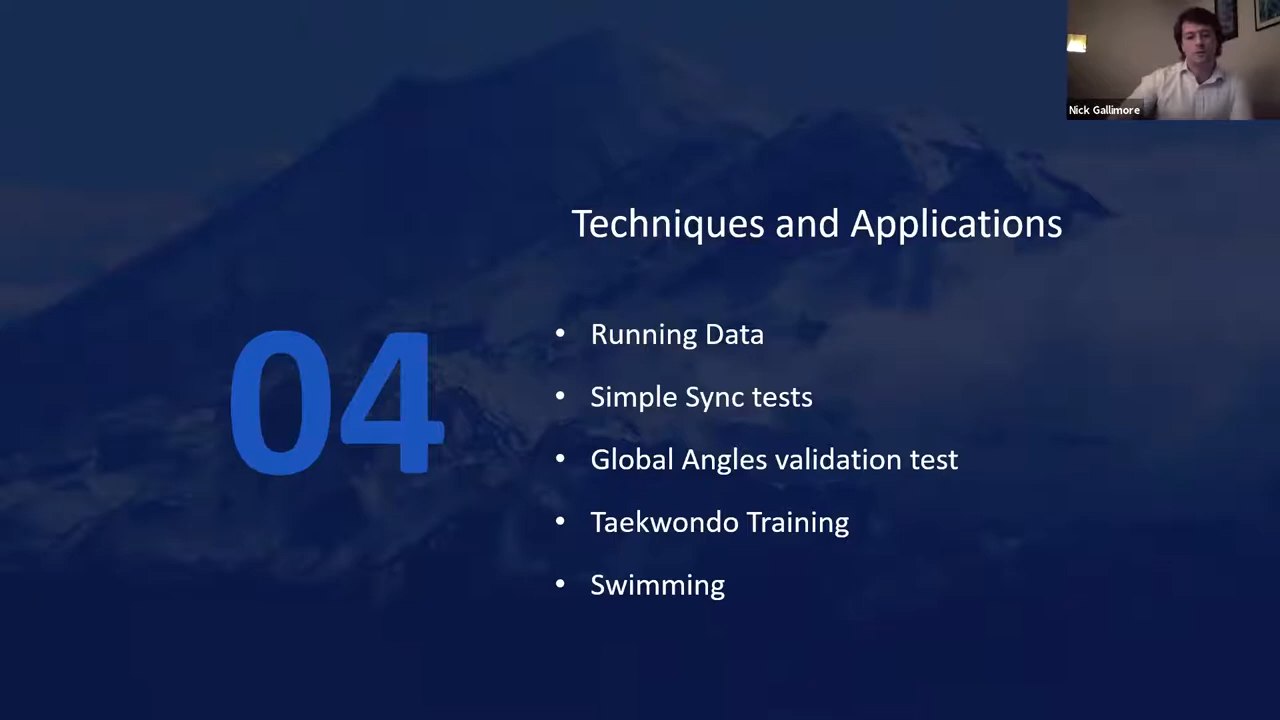 Nick Gallimore
Techniques and Applications
04
• Running Data
• Simple Sync tests
• Global Angles validation test
• Taekwondo Training
• Swimming